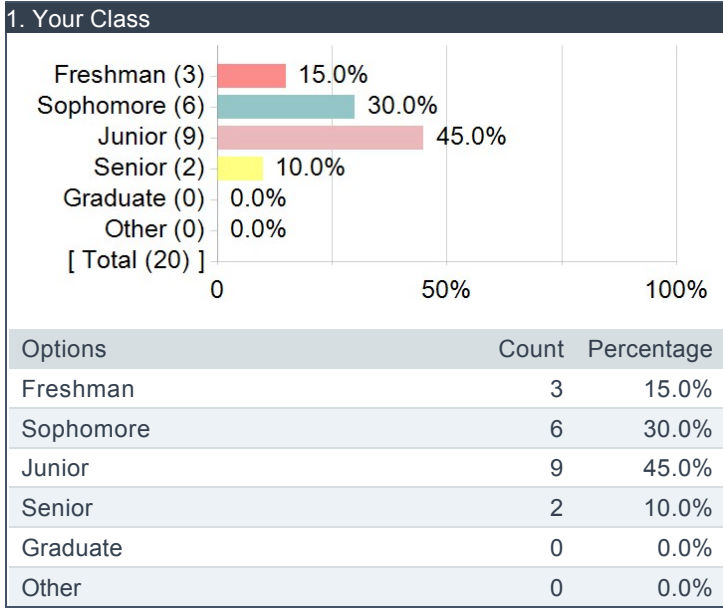 1. Your Class
Freshman (3) 15.0%
Sophomore (6) 30.0%
Junior (9) 45.0%
Senior (2) 10.0%
Graduate (0) 0.0%
Other (0) 0.0%
[ Total (20) ]
0 50% 100%
Options Count Percentage
Freshman 3 15.0%
Sophomore 6 30.0%
Junior 9 45.0%
Senior 2 10.0%
Graduate 0 0.0%
Other 0 0.0%